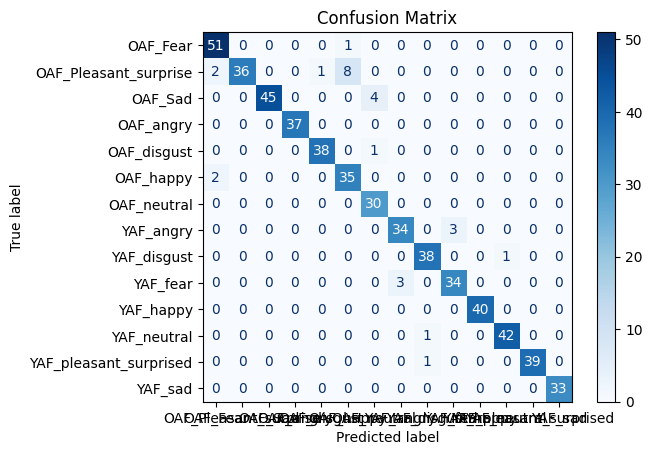 Confusion Matrix
OAF_Fear 51 0 0 0 0 1 0 0 0 0 0 0 0 0
OAF_Pleasant_surprise 2 36 0 0 1 8 0 0 0 0 0 0 0 0
OAF_Sad 0 0 45 0 0 0 4 0 0 0 0 0 0 0
OAF_angry 0 0 0 37 0 0 0 0 0 0 0 0 0 0
OAF_disgust 0 0 0 0 38 0 1 0 0 0 0 0 0 0
OAF_happy 2 0 0 0 0 35 0 0 0 0 0 0 0 0
OAF_neutral 0 0 0 0 0 0 30 0 0 0 0 0 0 0
YAF_angry 0 0 0 0 0 0 0 34 0 3 0 0 0 0
YAF_disgust 0 0 0 0 0 0 0 0 38 0 0 1 0 0
YAF_fear 0 0 0 0 0 0 0 3 0 34 0 0 0 0
YAF_happy 0 0 0 0 0 0 0 0 0 0 40 0 0 0
YAF_neutral 0 0 0 0 0 0 0 0 1 0 0 42 0 0
YAF_pleasant_surprised 0 0 0 0 0 0 0 0 1 0 0 0 39 0
YAF_sad 0 0 0 0 0 0 0 0 0 0 0 0 0 33
True label
Predicted label
50
40
30
20
10
0